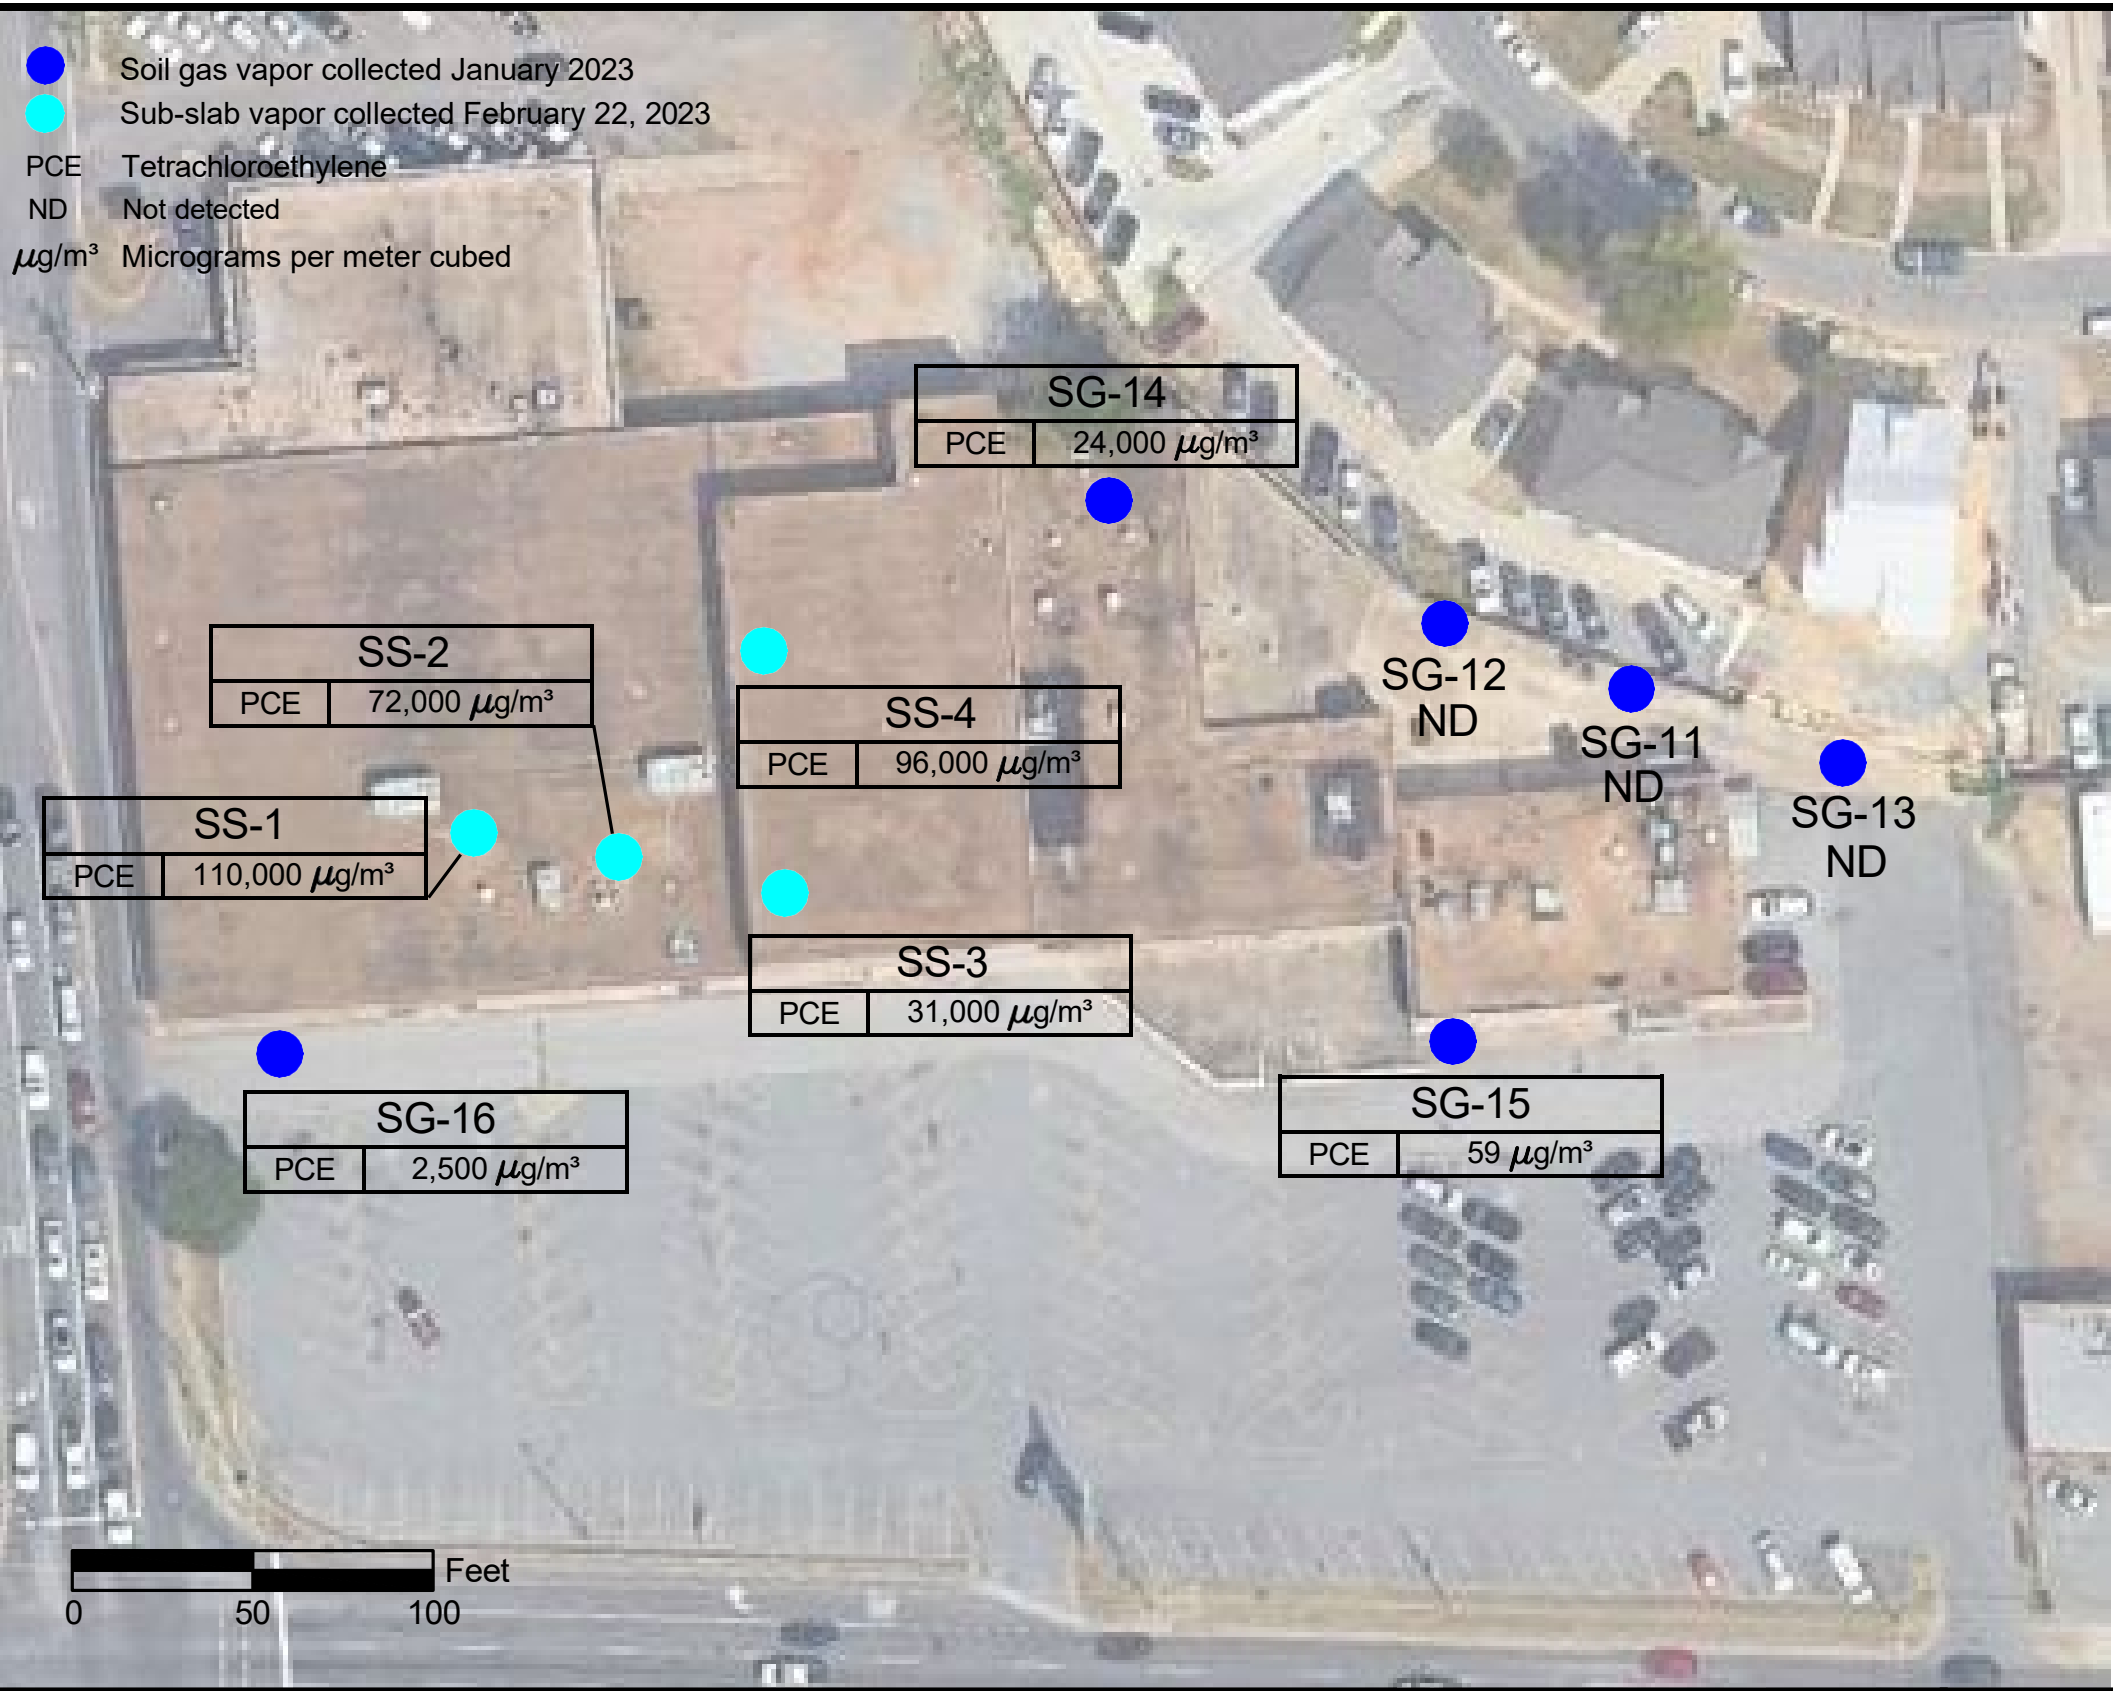 Soil gas vapor collected January 2023
Sub-slab vapor collected February 22, 2023
PCE Tetrachloroethylene
ND Not detected
µg/m³ Micrograms per meter cubed
SG-14
PCE 24,000 µg/m³
SS-2
PCE 72,000 µg/m³
SS-4
PCE 96,000 µg/m³
SG-12
ND
SG-11
ND
SG-13
ND
SS-1
PCE 110,000 µg/m³
SS-3
PCE 31,000 µg/m³
SG-16
PCE 2,500 µg/m³
SG-15
PCE 59 µg/m³
Feet
0 50 100